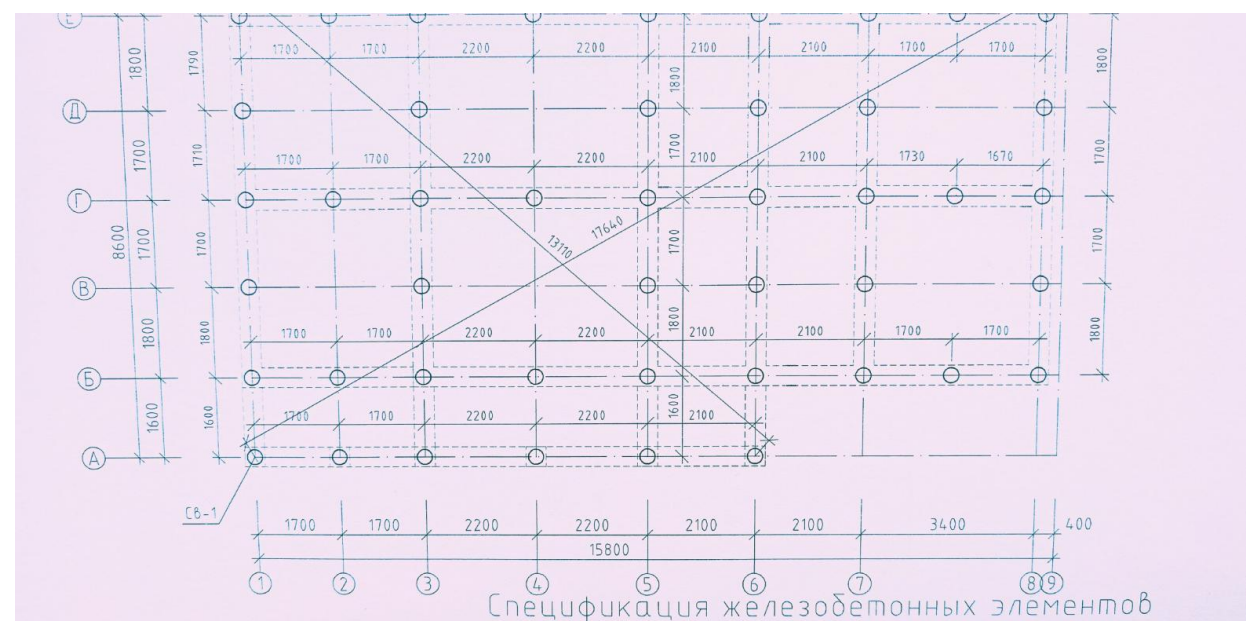 Е
1700 1700 2200 2200 2100 2100 1700 1700
1800 1790 1800 1800
Д
1700 1710 1700 1700
1700 1700 2200 2200 2100 2100 1730 1670
Г
8600 1700 1700 13110 17640 1700 1700
В
1800 1800 1800 1800
1700 1700 2200 2200 2100 2100 1700 1700
Б
1600 1600 1600
1700 1700 2200 2200 2100
А
Св-1
1700 1700 2200 2200 2100 2100 3400 400
15800
1 2 3 4 5 6 7 8 9
Спецификация железобетонных элементов